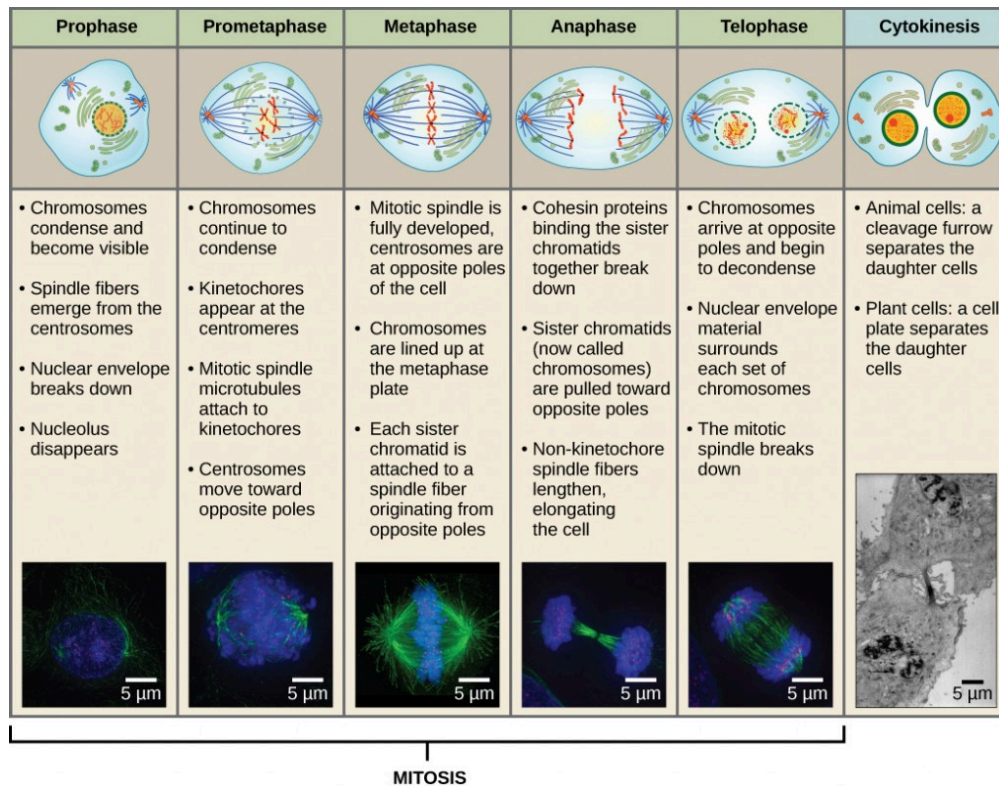 Prophase
Prometaphase
Metaphase
Anaphase
Telophase
Cytokinesis
• Chromosomes
condense and
become visible
• Spindle fibers
emerge from the
centrosomes
• Nuclear envelope
breaks down
• Nucleolus
disappears
• Chromosomes
continue to
condense
• Kinetochores
appear at the
centromeres
• Mitotic spindle
microtubules
attach to
kinetochores
• Centrosomes
move toward
opposite poles
• Mitotic spindle is
fully developed,
centrosomes are
at opposite poles
of the cell
• Chromosomes
are lined up at
the metaphase
plate
• Each sister
chromatid is
attached to a
spindle fiber
originating from
opposite poles
• Cohesin proteins
binding the sister
chromatids
together break
down
• Sister chromatids
(now called
chromosomes)
are pulled toward
opposite poles
• Non-kinetochore
spindle fibers
lengthen,
elongating
the cell
• Chromosomes
arrive at opposite
poles and begin
to decondense
• Nuclear envelope
material
surrounds
each set of
chromosomes
• The mitotic
spindle breaks
down
• Animal cells: a
cleavage furrow
separates the
daughter cells
• Plant cells: a cell
plate separates
the daughter
cells
5 µm
5 µm
5 µm
5 µm
5 µm
5 µm
MITOSIS